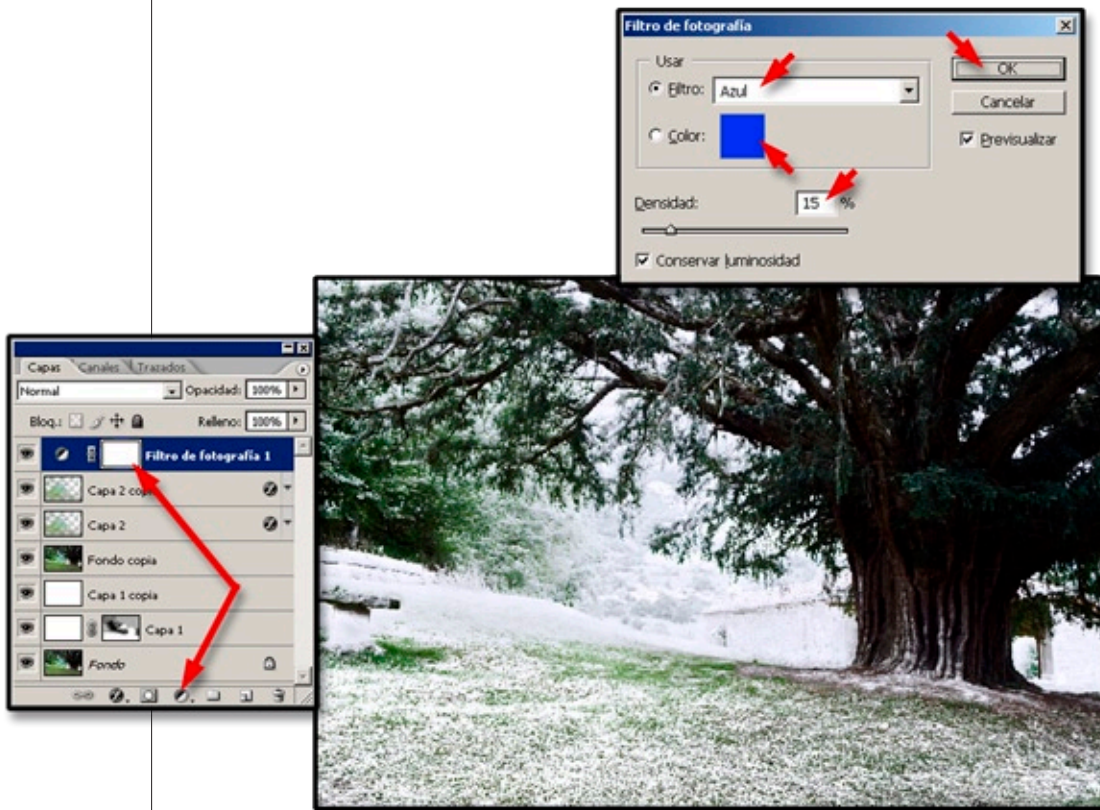 Filtro de fotografía
Usar
Filtro: Azul
Color:
Densidad: 15 %
Conservar luminosidad
OK
Cancelar
Previsualizar
Capas Canales Trazados
Normal Opacidad: 100%
Bloq.: Relleno: 100%
Filtro de fotografía 1
Capa 2 copia
Capa 2
Fondo copia
Capa 1 copia
Capa 1
Fondo